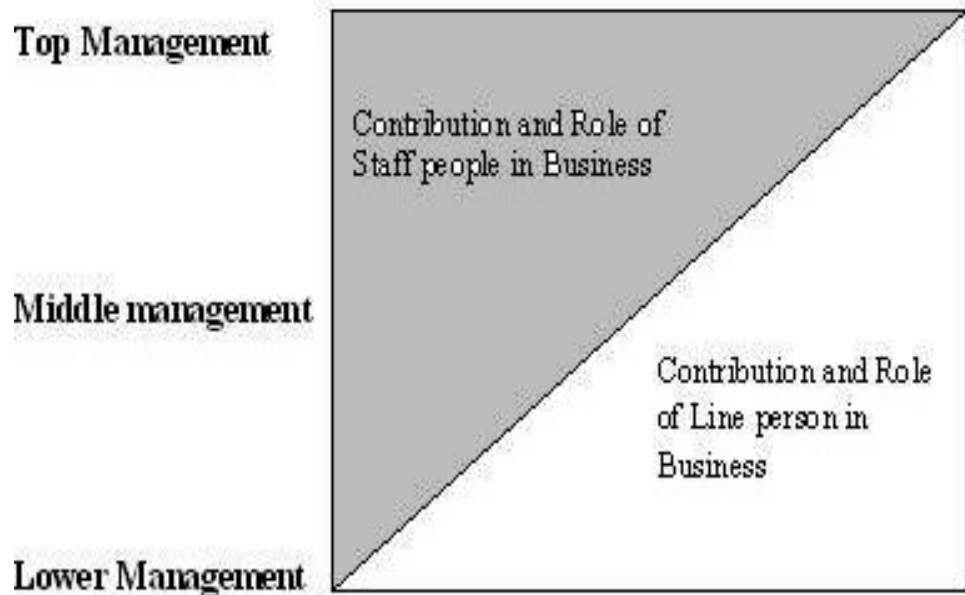 Top Management
Contribution and Role of
Staff people in Business
Middle management
Contribution and Role
of Line person in
Business
Lower Management